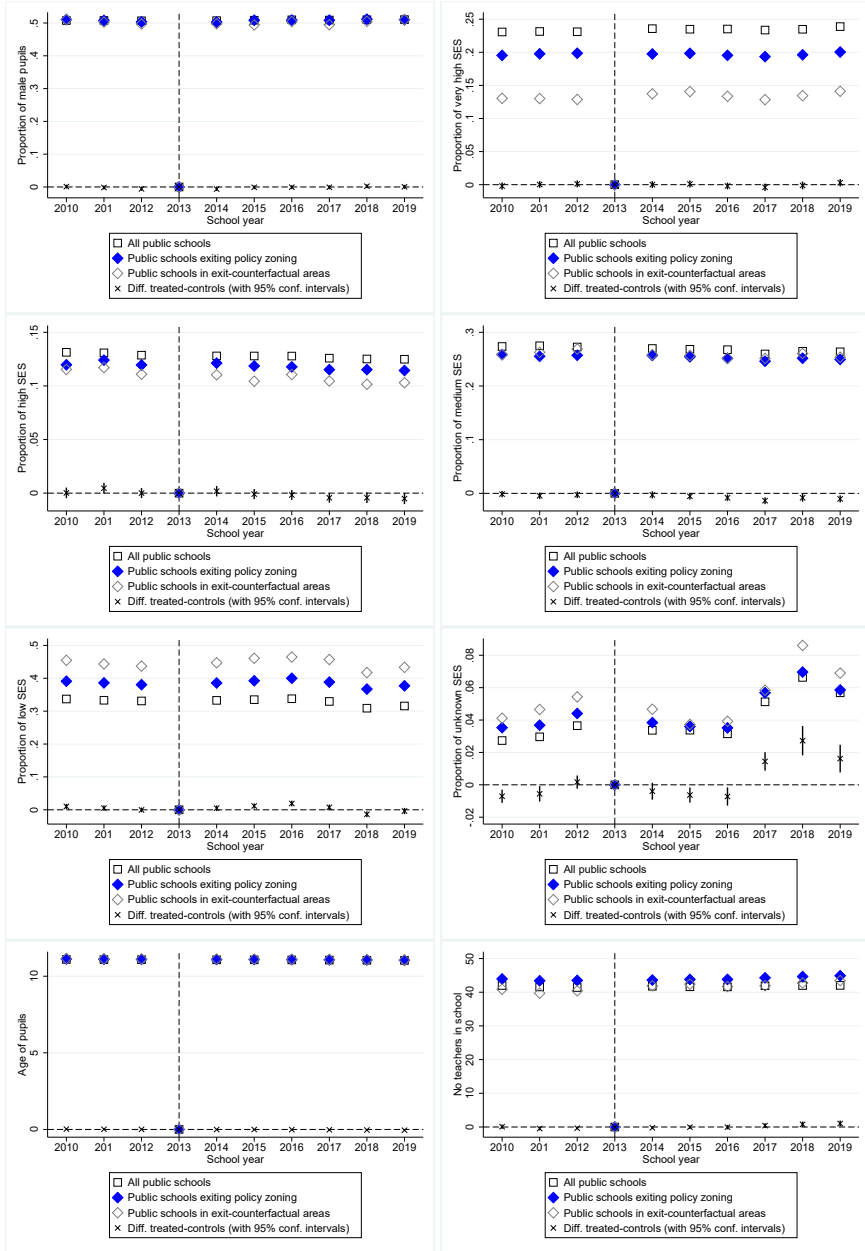 Proportion of male pupils
.5
.4
.3
.2
.1
0
2010 201 2012 2013 2014 2015 2016 2017 2018 2019
School year
All public schools
Public schools exiting policy zoning
Public schools in exit-counterfactual areas
Diff. treated-controls (with 95% conf. intervals)
Proportion of very high SES
.25
.2
.15
.1
.05
0
2010 201 2012 2013 2014 2015 2016 2017 2018 2019
School year
All public schools
Public schools exiting policy zoning
Public schools in exit-counterfactual areas
Diff. treated-controls (with 95% conf. intervals)
Proportion of high SES
.15
.1
.05
0
2010 201 2012 2013 2014 2015 2016 2017 2018 2019
School year
All public schools
Public schools exiting policy zoning
Public schools in exit-counterfactual areas
Diff. treated-controls (with 95% conf. intervals)
Proportion of medium SES
.3
.2
.1
0
2010 201 2012 2013 2014 2015 2016 2017 2018 2019
School year
All public schools
Public schools exiting policy zoning
Public schools in exit-counterfactual areas
Diff. treated-controls (with 95% conf. intervals)
Proportion of low SES
.5
.4
.3
.2
.1
0
2010 201 2012 2013 2014 2015 2016 2017 2018 2019
School year
All public schools
Public schools exiting policy zoning
Public schools in exit-counterfactual areas
Diff. treated-controls (with 95% conf. intervals)
Proportion of unknown SES
.08
.06
.04
.02
0
-.02
2010 201 2012 2013 2014 2015 2016 2017 2018 2019
School year
All public schools
Public schools exiting policy zoning
Public schools in exit-counterfactual areas
Diff. treated-controls (with 95% conf. intervals)
Age of pupils
10
5
0
2010 201 2012 2013 2014 2015 2016 2017 2018 2019
School year
All public schools
Public schools exiting policy zoning
Public schools in exit-counterfactual areas
Diff. treated-controls (with 95% conf. intervals)
No teachers in school
50
40
30
20
10
0
2010 201 2012 2013 2014 2015 2016 2017 2018 2019
School year
All public schools
Public schools exiting policy zoning
Public schools in exit-counterfactual areas
Diff. treated-controls (with 95% conf. intervals)